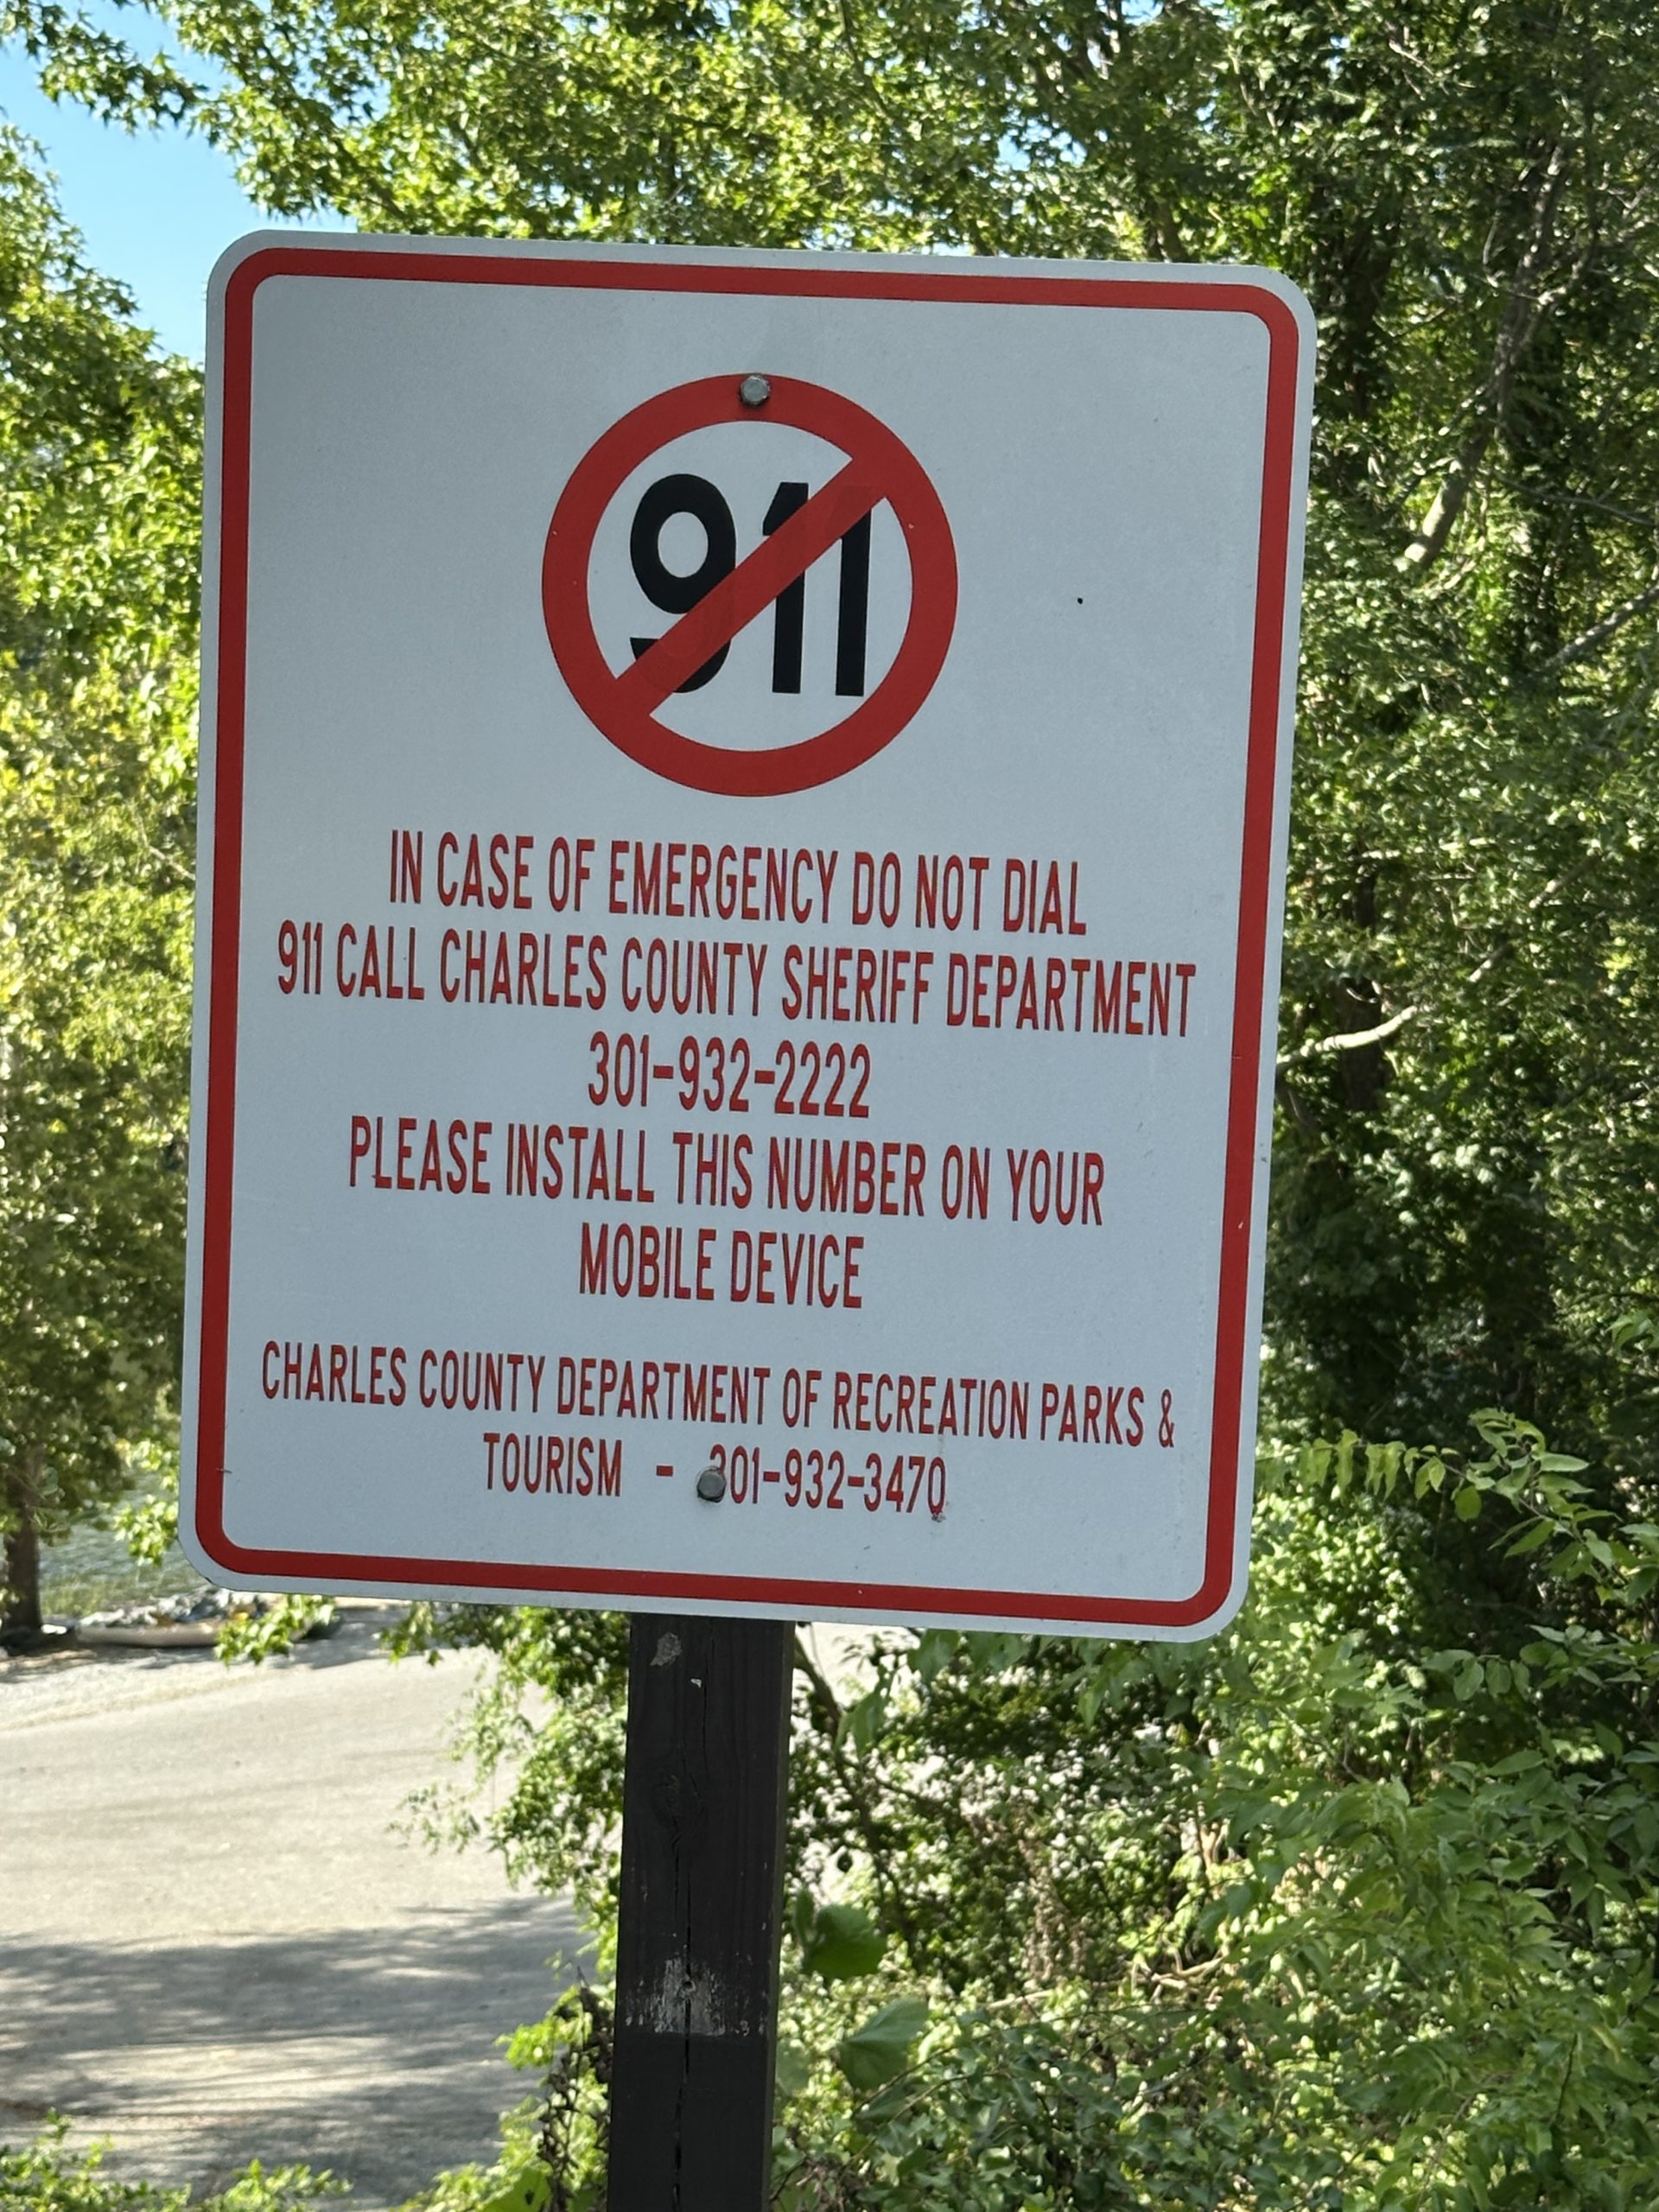 911
IN CASE OF EMERGENCY DO NOT DIAL
911 CALL CHARLES COUNTY SHERIFF DEPARTMENT
301-932-2222
PLEASE INSTALL THIS NUMBER ON YOUR
MOBILE DEVICE
CHARLES COUNTY DEPARTMENT OF RECREATION PARKS &
TOURISM - 301-932-3470